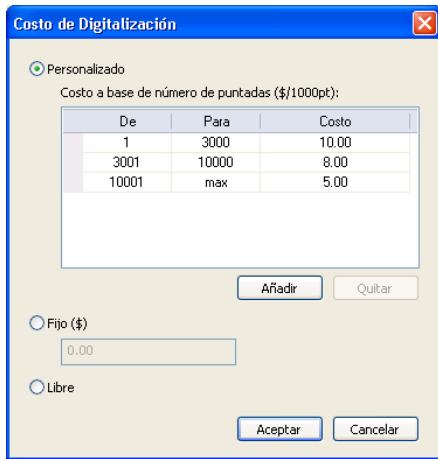 Costo de Digitalización
Personalizado
Costo a base de número de puntadas ($/1000pt):
De Para Costo
1 3000 10.00
3001 10000 8.00
10001 max 5.00
Añadir Quitar
Fijo ($)
0.00
Libre
Aceptar Cancelar